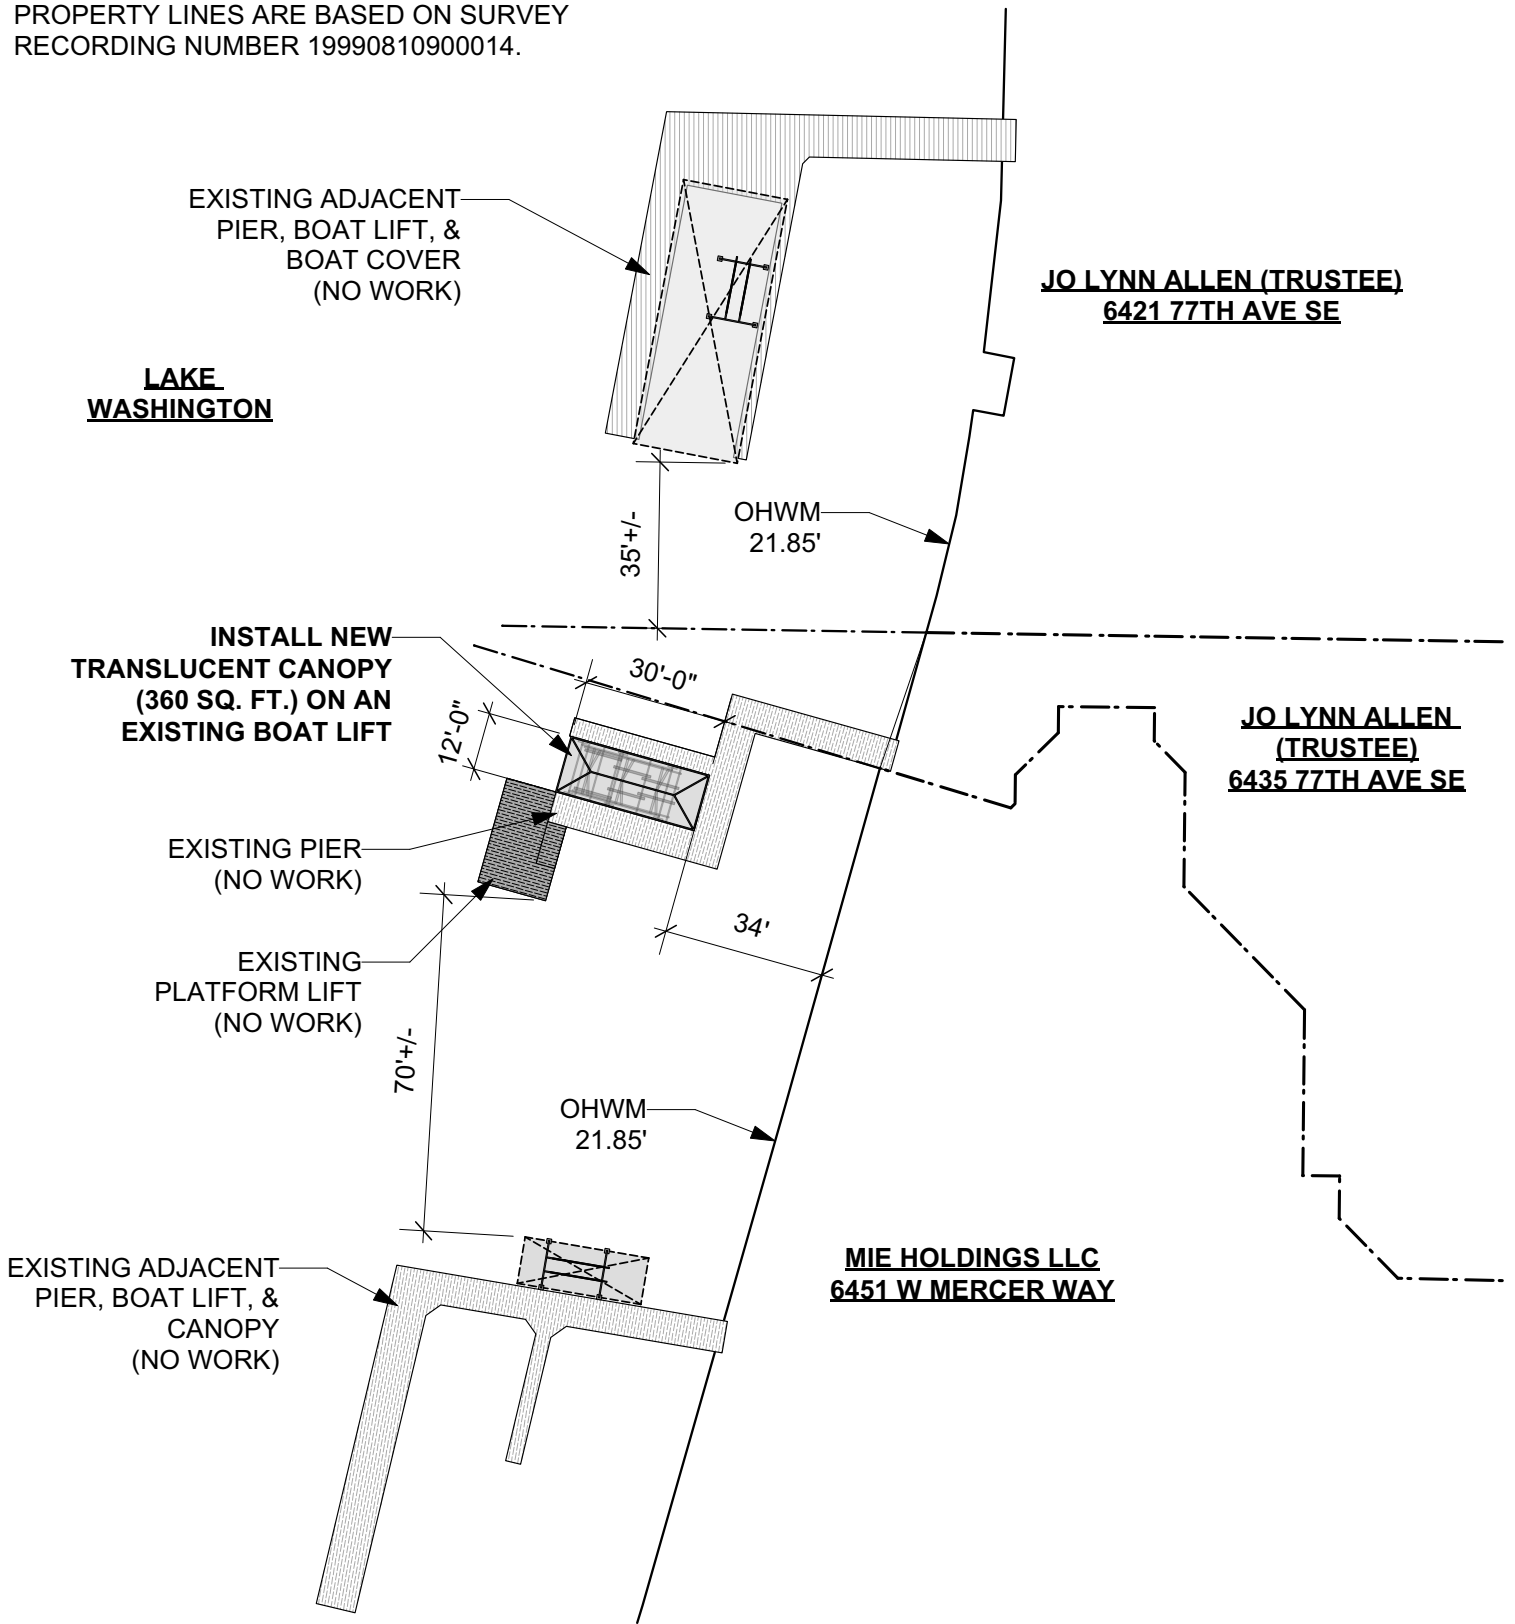 PROPERTY LINES ARE BASED ON SURVEY
RECORDING NUMBER 19990810900014.
EXISTING ADJACENT
PIER, BOAT LIFT, &
BOAT COVER
(NO WORK)
JO LYNN ALLEN (TRUSTEE)
6421 77TH AVE SE
LAKE
WASHINGTON
OHWM
21.85'
35'+/-
INSTALL NEW
TRANSLUCENT CANOPY
(360 SQ. FT.) ON AN
EXISTING BOAT LIFT
30'-0"
12'-0"
JO LYNN ALLEN
(TRUSTEE)
6435 77TH AVE SE
EXISTING PIER
(NO WORK)
34'
EXISTING
PLATFORM LIFT
(NO WORK)
70'+/-
OHWM
21.85'
EXISTING ADJACENT
PIER, BOAT LIFT, &
CANOPY
(NO WORK)
MIE HOLDINGS LLC
6451 W MERCER WAY